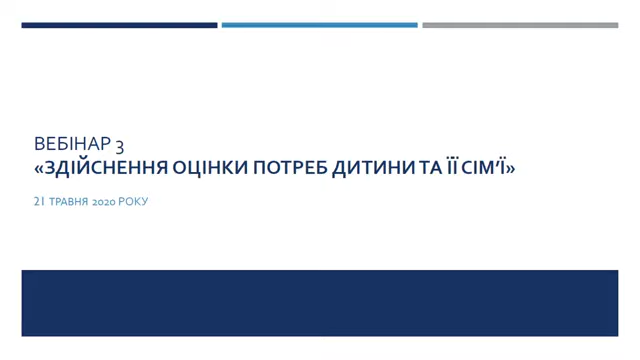 ВЕБІНАР 3
«ЗДІЙСНЕННЯ ОЦІНКИ ПОТРЕБ ДИТИНИ ТА ЇЇ СІМ’Ї»
21 ТРАВНЯ 2020 РОКУ